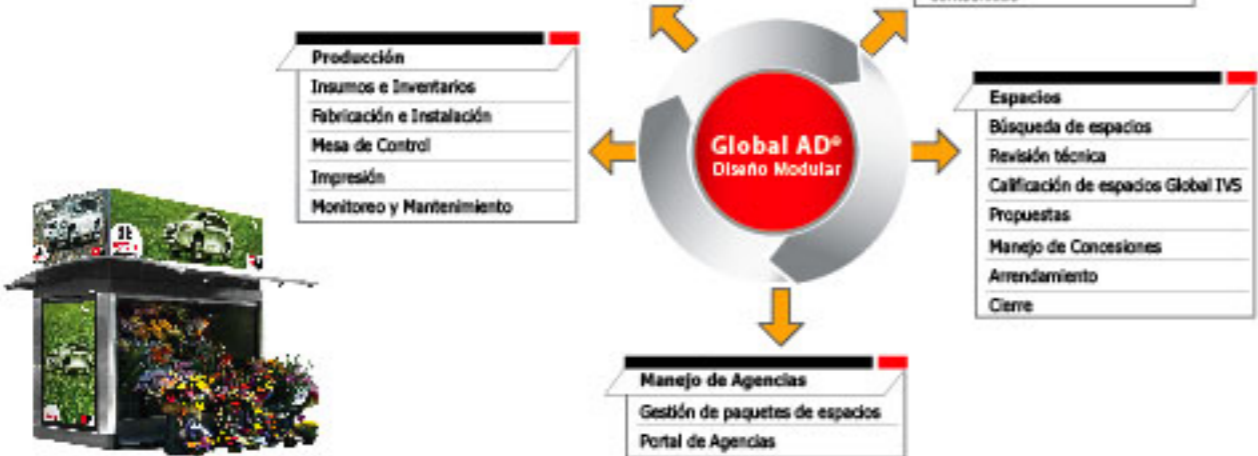 Producción
Insumos e Inventarios
Fabricación e Instalación
Mesa de Control
Impresión
Monitoreo y Mantenimiento
Global AD®
Diseño Modular
Espacios
Búsqueda de espacios
Revisión técnica
Calificación de espacios Global IVS
Propuestas
Manejo de Concesiones
Arrendamiento
Cierre
Manejo de Agencias
Gestión de paquetes de espacios
Portal de Agencias